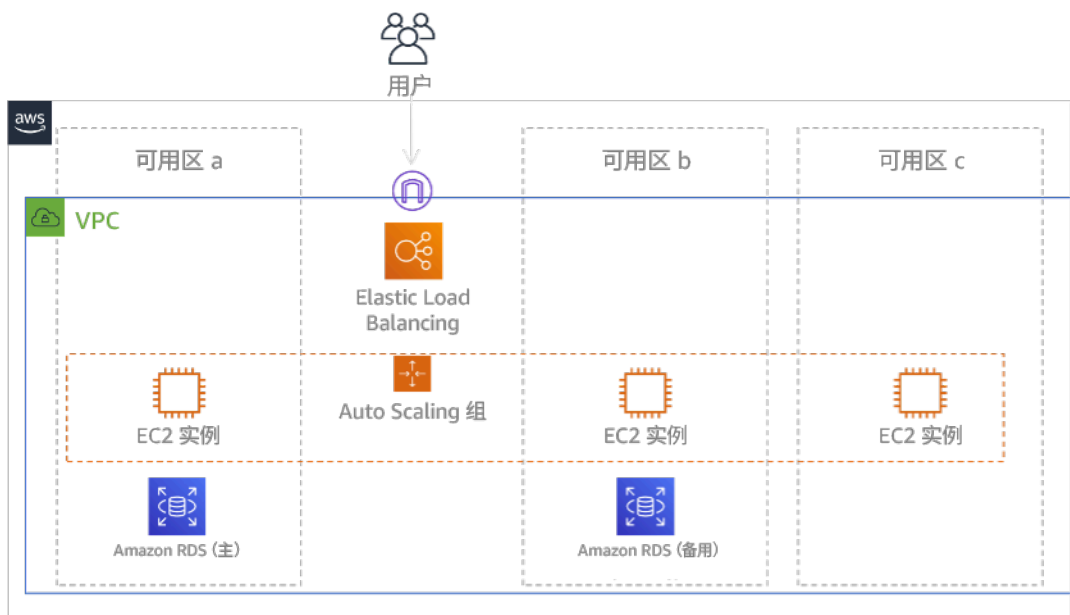 用户
aws
可用区 a
可用区 b
可用区 c
VPC
Elastic Load
Balancing
Auto Scaling 组
EC2 实例
EC2 实例
EC2 实例
Amazon RDS (主)
Amazon RDS (备用)